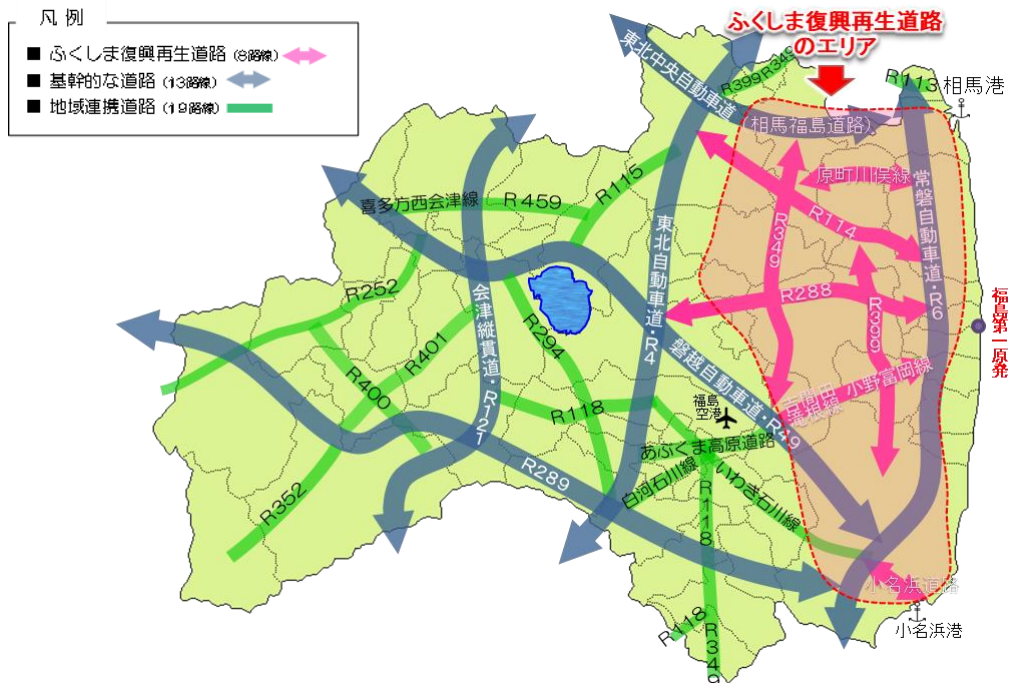 凡例
■ ふくしま復興再生道路 (8路線)
■ 基幹的な道路 (13路線)
■ 地域連携道路 (19路線)
ふくしま復興再生道路
のエリア
東北中央自動車道
R399
R349
R113
相馬港
(相馬福島道路)
原町川俣線
R115
喜多方西会津線
R459
R114
R349
常磐自動車道・R6
東北自動車道・R4
R252
会津縦貫道・R121
R294
R288
R399
福島第一原発
R401
磐越自動車道・R49
R400
吉間田
滝根線
小野富岡線
R118
福島
空港
あぶくま高原道路
R289
白河石川線
R118
いわき石川線
R352
小名浜道路
小名浜港
R118
R349